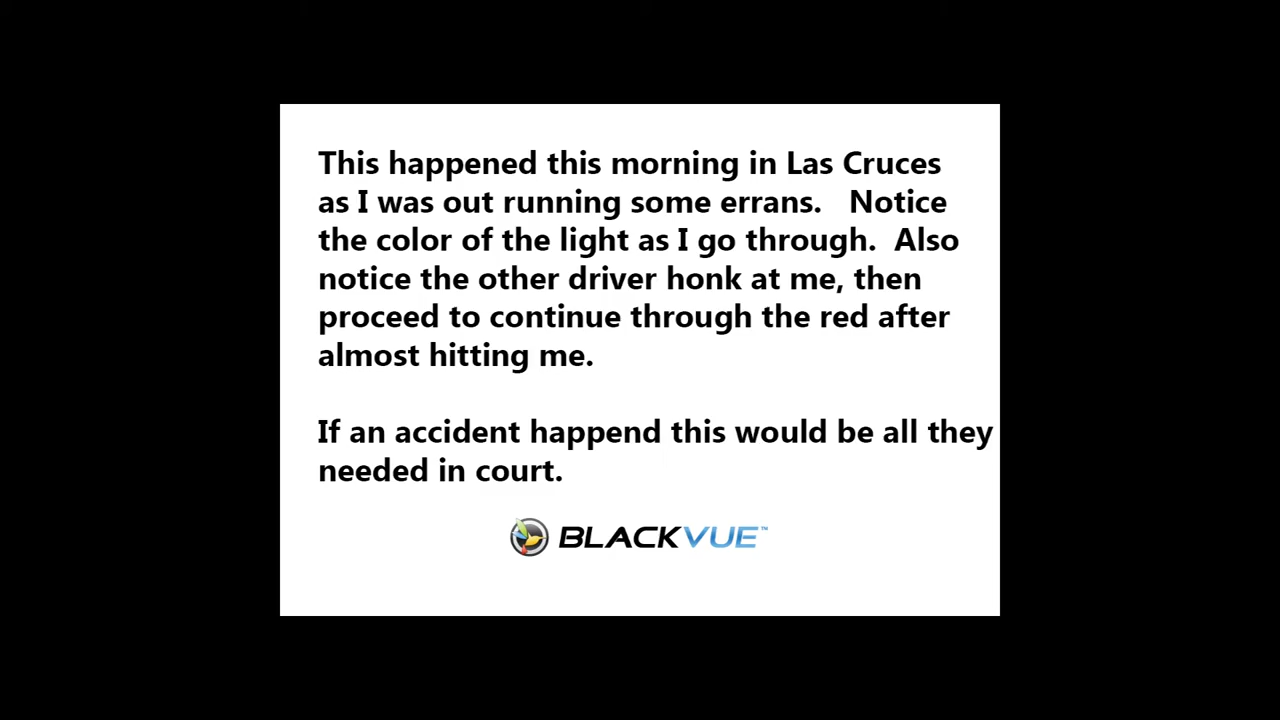 This happened this morning in Las Cruces
as I was out running some errans.   Notice
the color of the light as I go through.  Also
notice the other driver honk at me, then
proceed to continue through the red after
almost hitting me.
If an accident happend this would be all they
needed in court.
BLACKVUE™